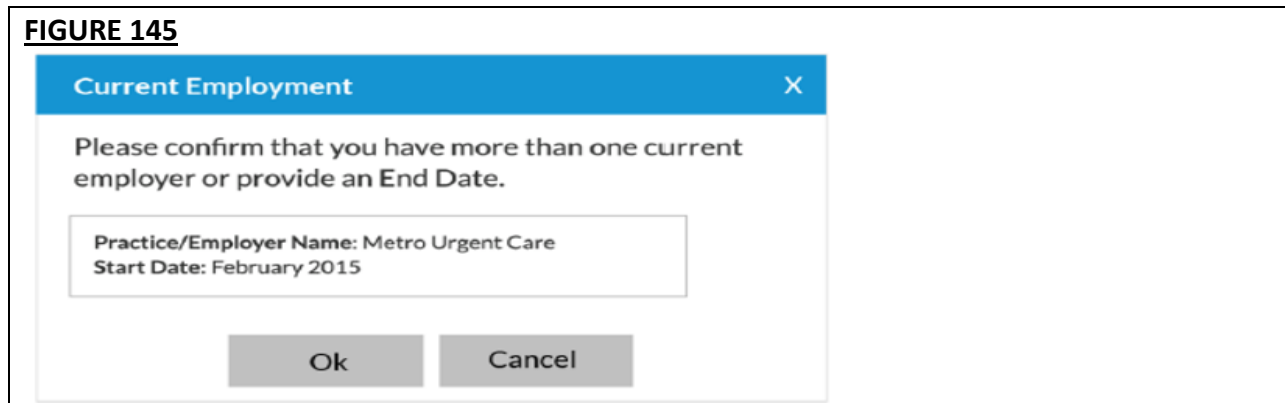 FIGURE 145
Current Employment X
Please confirm that you have more than one current
employer or provide an End Date.
Practice/Employer Name: Metro Urgent Care
Start Date: February 2015
Ok Cancel